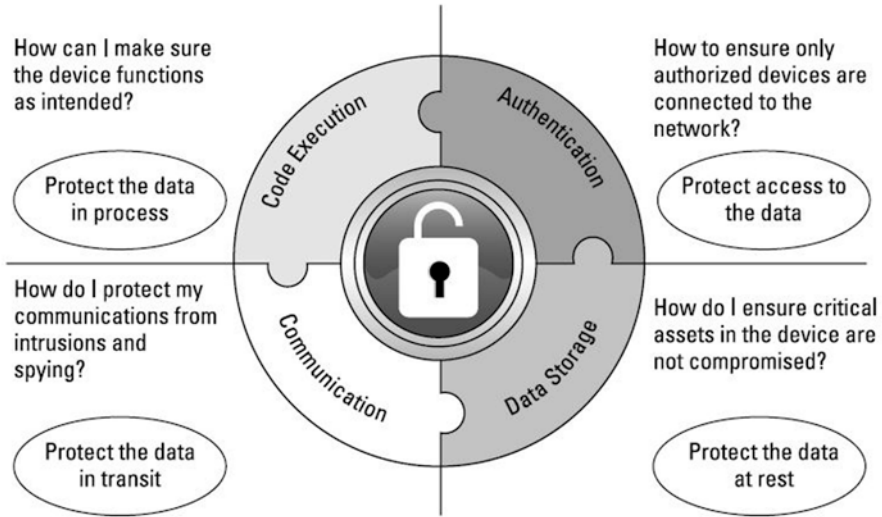 How can I make sure
the device functions
as intended?
Protect the data
in process
Code Execution
Authentication
How to ensure only
authorized devices are
connected to the
network?
Protect access to
the data
How do I protect my
communications from
intrusions and
spying?
Protect the data
in transit
Communication
Data Storage
How do I ensure critical
assets in the device are
not compromised?
Protect the data
at rest